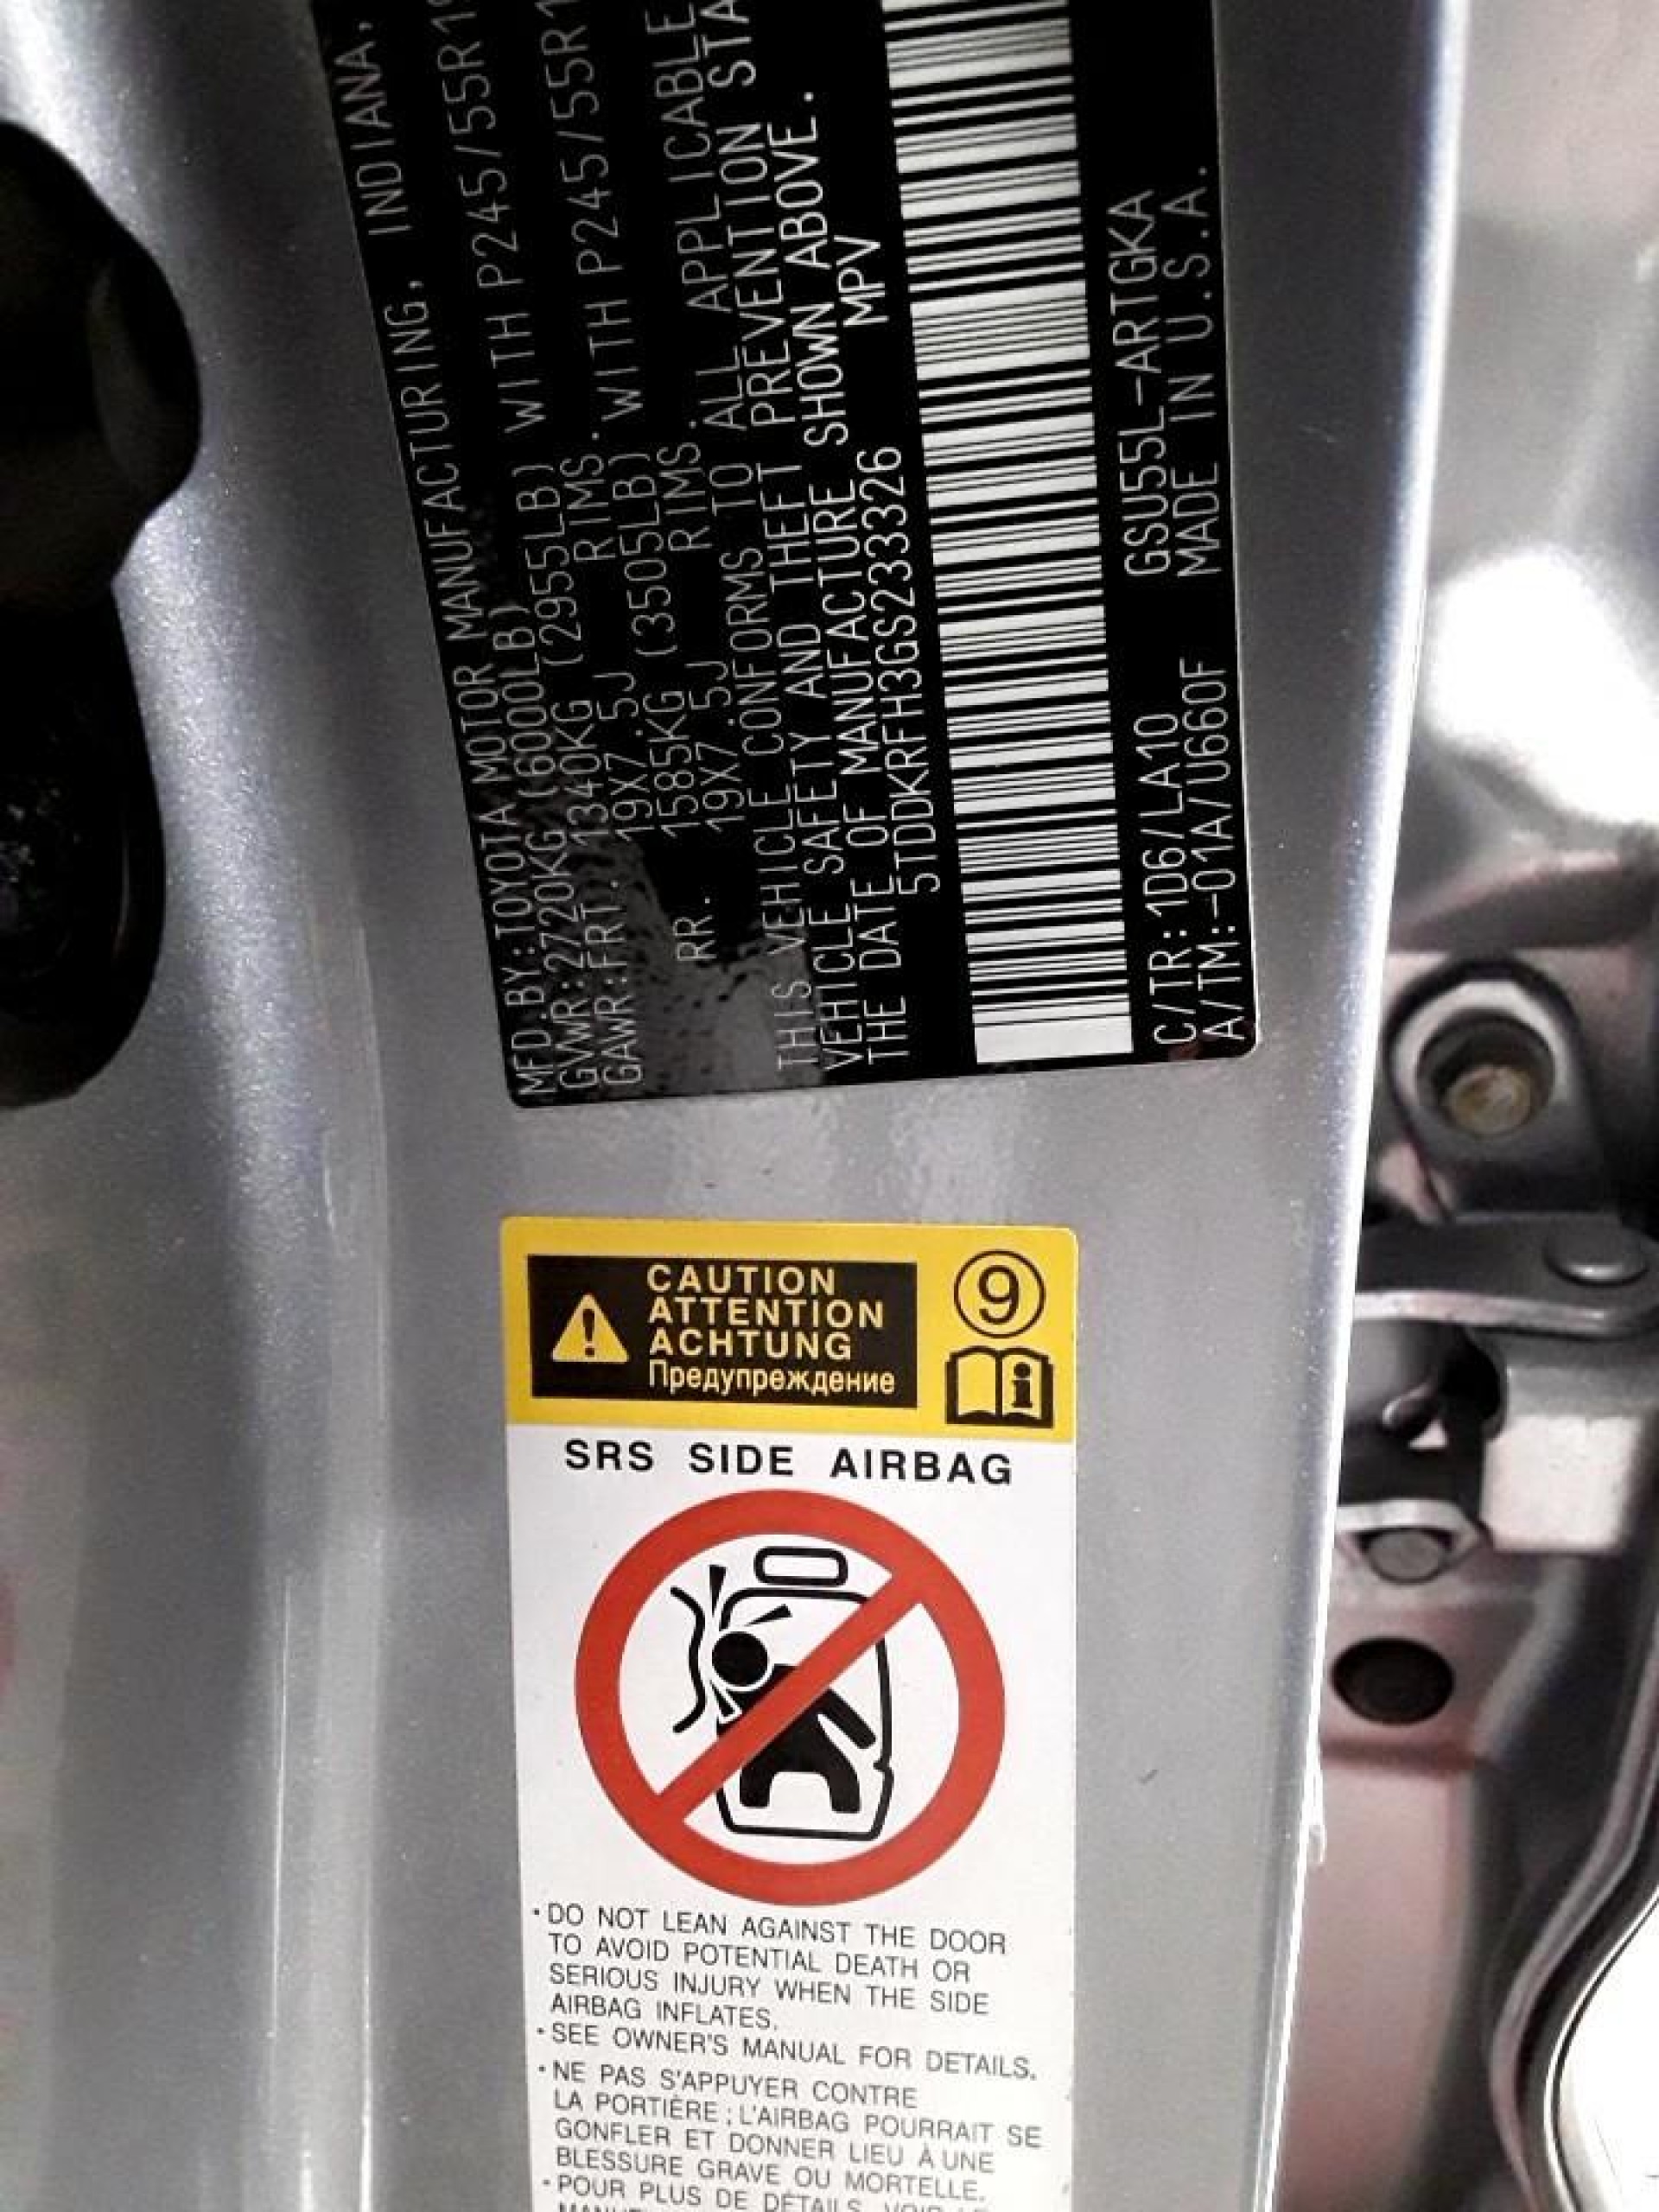 MFD.BY:TOYOTA MOTOR MANUFACTURING, INDIANA,
GVWR:2720KG(6000LB)
GAWR:FRT. 1340KG (2955LB) WITH P245/55R19
19X7.5J RIMS.
RR. 1585KG (3505LB) WITH P245/55R1
19X7.5J RIMS.
THIS VEHICLE CONFORMS TO ALL APPLICABLE
VEHICLE SAFETY AND THEFT PREVENTION STA
THE DATE OF MANUFACTURE SHOWN ABOVE.
5TDDKRFH3GS233326 MPV
C/TR:1D6/LA10 GSU55L-ARTGKA
A/TM:-01A/U660F MADE IN U.S.A.
CAUTION
ATTENTION
ACHTUNG
Предупреждение
9
i
SRS SIDE AIRBAG
•DO NOT LEAN AGAINST THE DOOR
TO AVOID POTENTIAL DEATH OR
SERIOUS INJURY WHEN THE SIDE
AIRBAG INFLATES.
•SEE OWNER'S MANUAL FOR DETAILS.
•NE PAS S'APPUYER CONTRE
LA PORTIÈRE ; L'AIRBAG POURRAIT SE
GONFLER ET DONNER LIEU À UNE
BLESSURE GRAVE OU MORTELLE.
•POUR PLUS DE DÉTAILS, VOIR LE